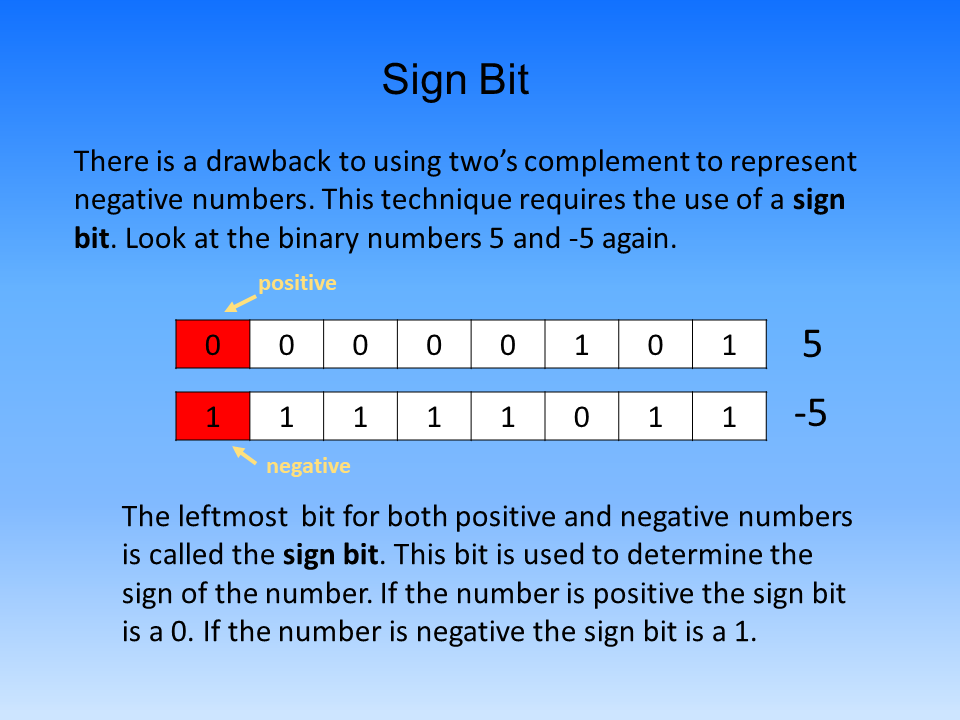 Sign Bit
There is a drawback to using two’s complement to represent
negative numbers. This technique requires the use of a sign
bit. Look at the binary numbers 5 and -5 again.
positive
0 0 0 0 0 1 0 1 5
1 1 1 1 1 0 1 1 -5
negative
The leftmost bit for both positive and negative numbers
is called the sign bit. This bit is used to determine the
sign of the number. If the number is positive the sign bit
is a 0. If the number is negative the sign bit is a 1.